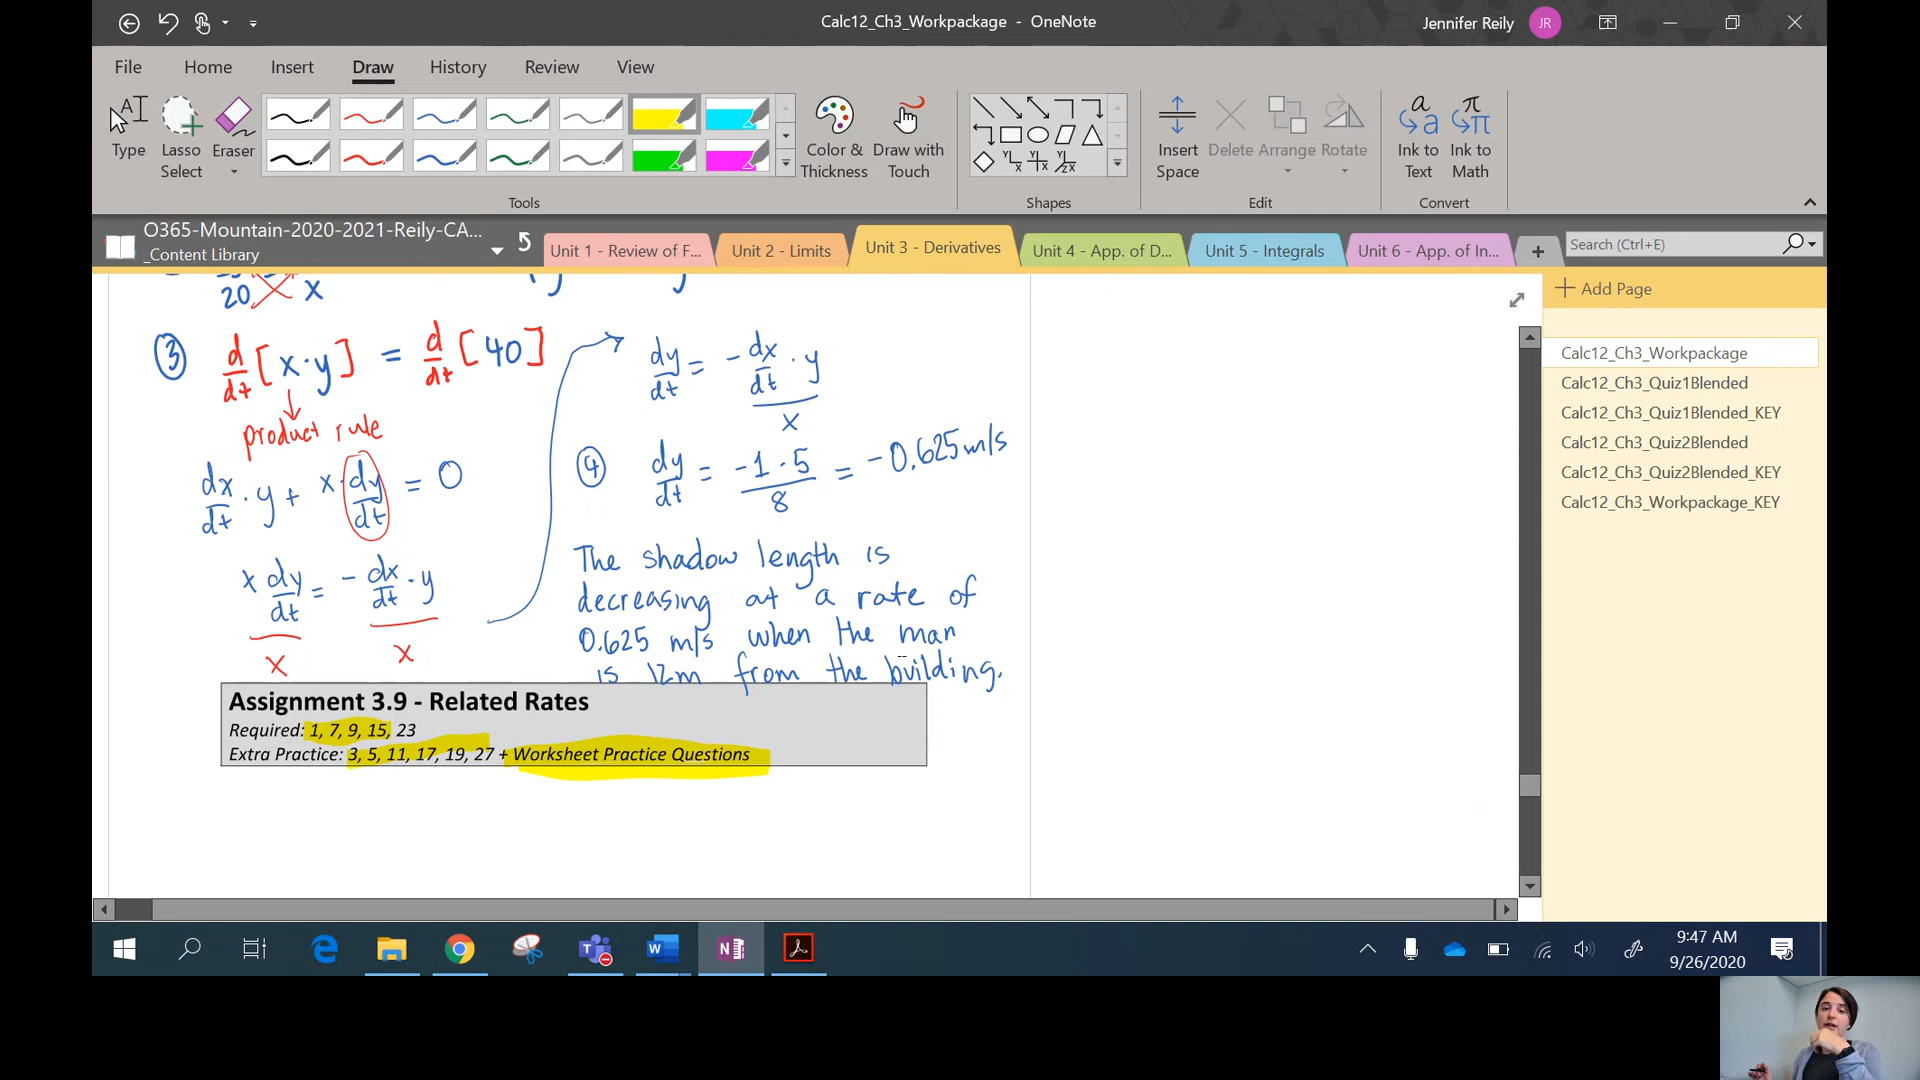 Calc12_Ch3_Workpackage - OneNote
Jennifer Reily JR
File Home Insert Draw History Review View
Type
Lasso Select
Eraser
Color & Thickness
Draw with Touch
Insert Space
Delete Arrange Rotate
Ink to Text
Ink to Math
Tools Shapes Edit Convert
O365-Mountain-2020-2021-Reily-CA...
_Content Library
Unit 1 - Review of F... Unit 2 - Limits Unit 3 - Derivatives Unit 4 - App. of D... Unit 5 - Integrals Unit 6 - App. of In... +
Search (Ctrl+E)
Add Page
Calc12_Ch3_Workpackage
Calc12_Ch3_Quiz1Blended
Calc12_Ch3_Quiz1Blended_KEY
Calc12_Ch3_Quiz2Blended
Calc12_Ch3_Quiz2Blended_KEY
Calc12_Ch3_Workpackage_KEY
20 x
③ d/dt [x·y] = d/dt [40]
product rule
dx/dt · y + x · dy/dt = 0
x dy/dt = - dx/dt · y
x x
dy/dt = - dx/dt · y
x
④ dy/dt = -1 · 5 / 8 = -0.625 m/s
The shadow length is
decreasing at a rate of
0.625 m/s when the man
is 12m from the building.
Assignment 3.9 - Related Rates
Required: 1, 7, 9, 15, 23
Extra Practice: 3, 5, 11, 17, 19, 27 + Worksheet Practice Questions
9:47 AM
9/26/2020